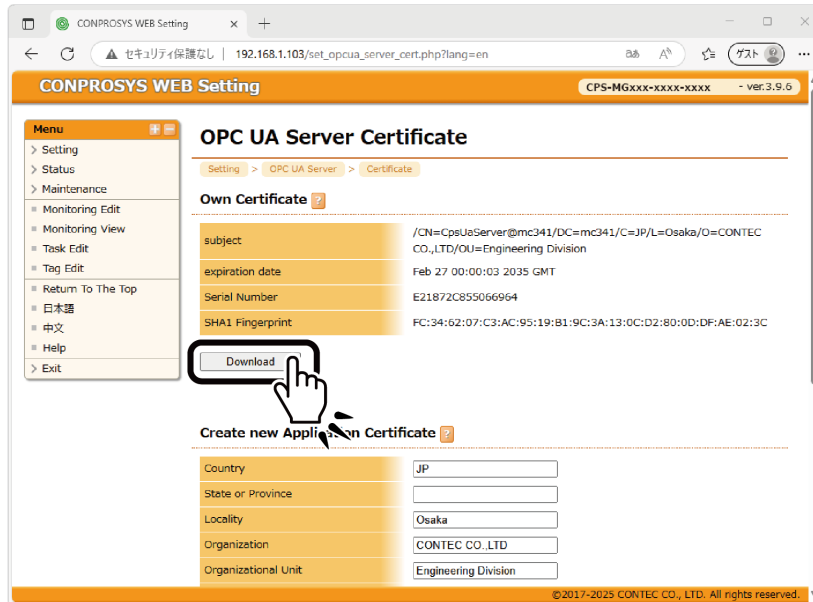 CONPROSYS WEB Setting
セキュリティ保護なし | 192.168.1.103/set_opcua_server_cert.php?lang=en
ゲスト
CONPROSYS WEB Setting
CPS-MGxxx-xxxx-xxxx - ver.3.9.6
Menu
Setting
Status
Maintenance
Monitoring Edit
Monitoring View
Task Edit
Tag Edit
Return To The Top
日本語
中文
Help
Exit
OPC UA Server Certificate
Setting > OPC UA Server > Certificate
Own Certificate ?
subject
/CN=CpsUaServer@mc341/DC=mc341/C=JP/L=Osaka/O=CONTEC
CO.,LTD/OU=Engineering Division
expiration date Feb 27 00:00:03 2035 GMT
Serial Number E21872C855066964
SHA1 Fingerprint FC:34:62:07:C3:AC:95:19:B1:9C:3A:13:0C:D2:80:0D:DF:AE:02:3C
Download
Create new Application Certificate ?
Country JP
State or Province
Locality Osaka
Organization CONTEC CO.,LTD
Organizational Unit Engineering Division
©2017-2025 CONTEC CO., LTD. All rights reserved.